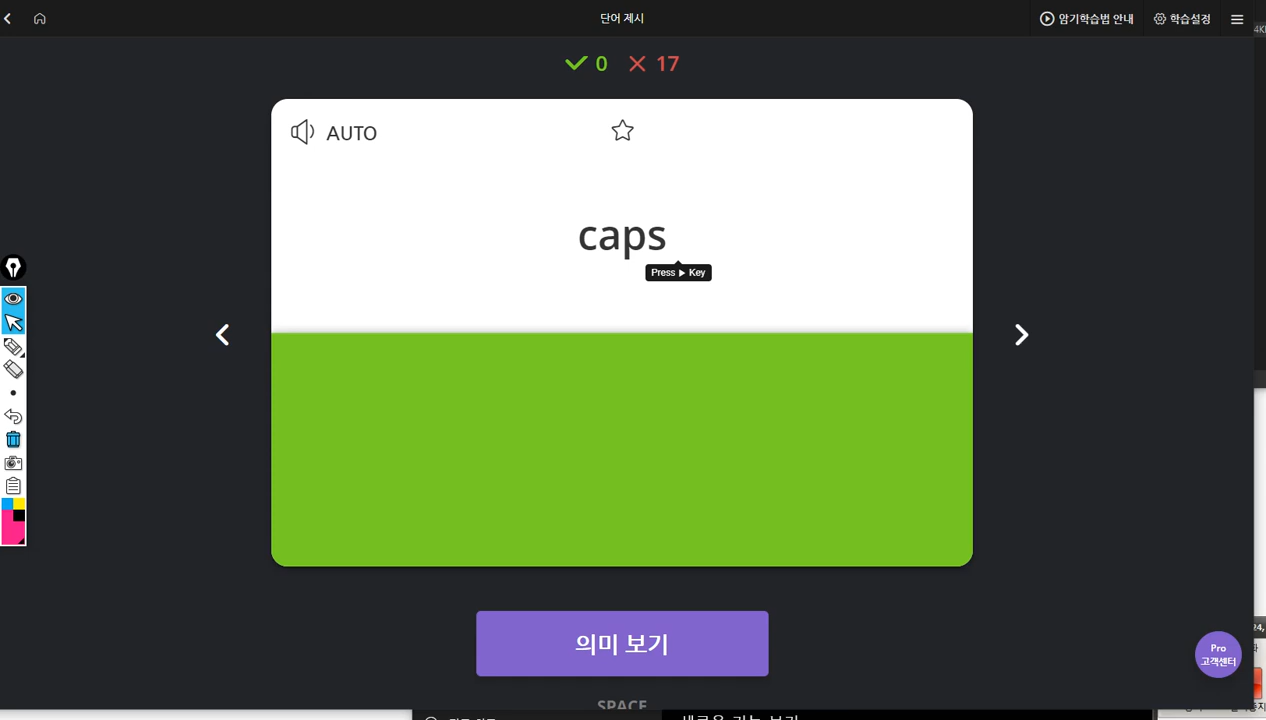 단어 제시
암기학습법 안내
학습설정
0
17
AUTO
caps
Press ▶ Key
의미 보기
SPACE
Pro
고객센터